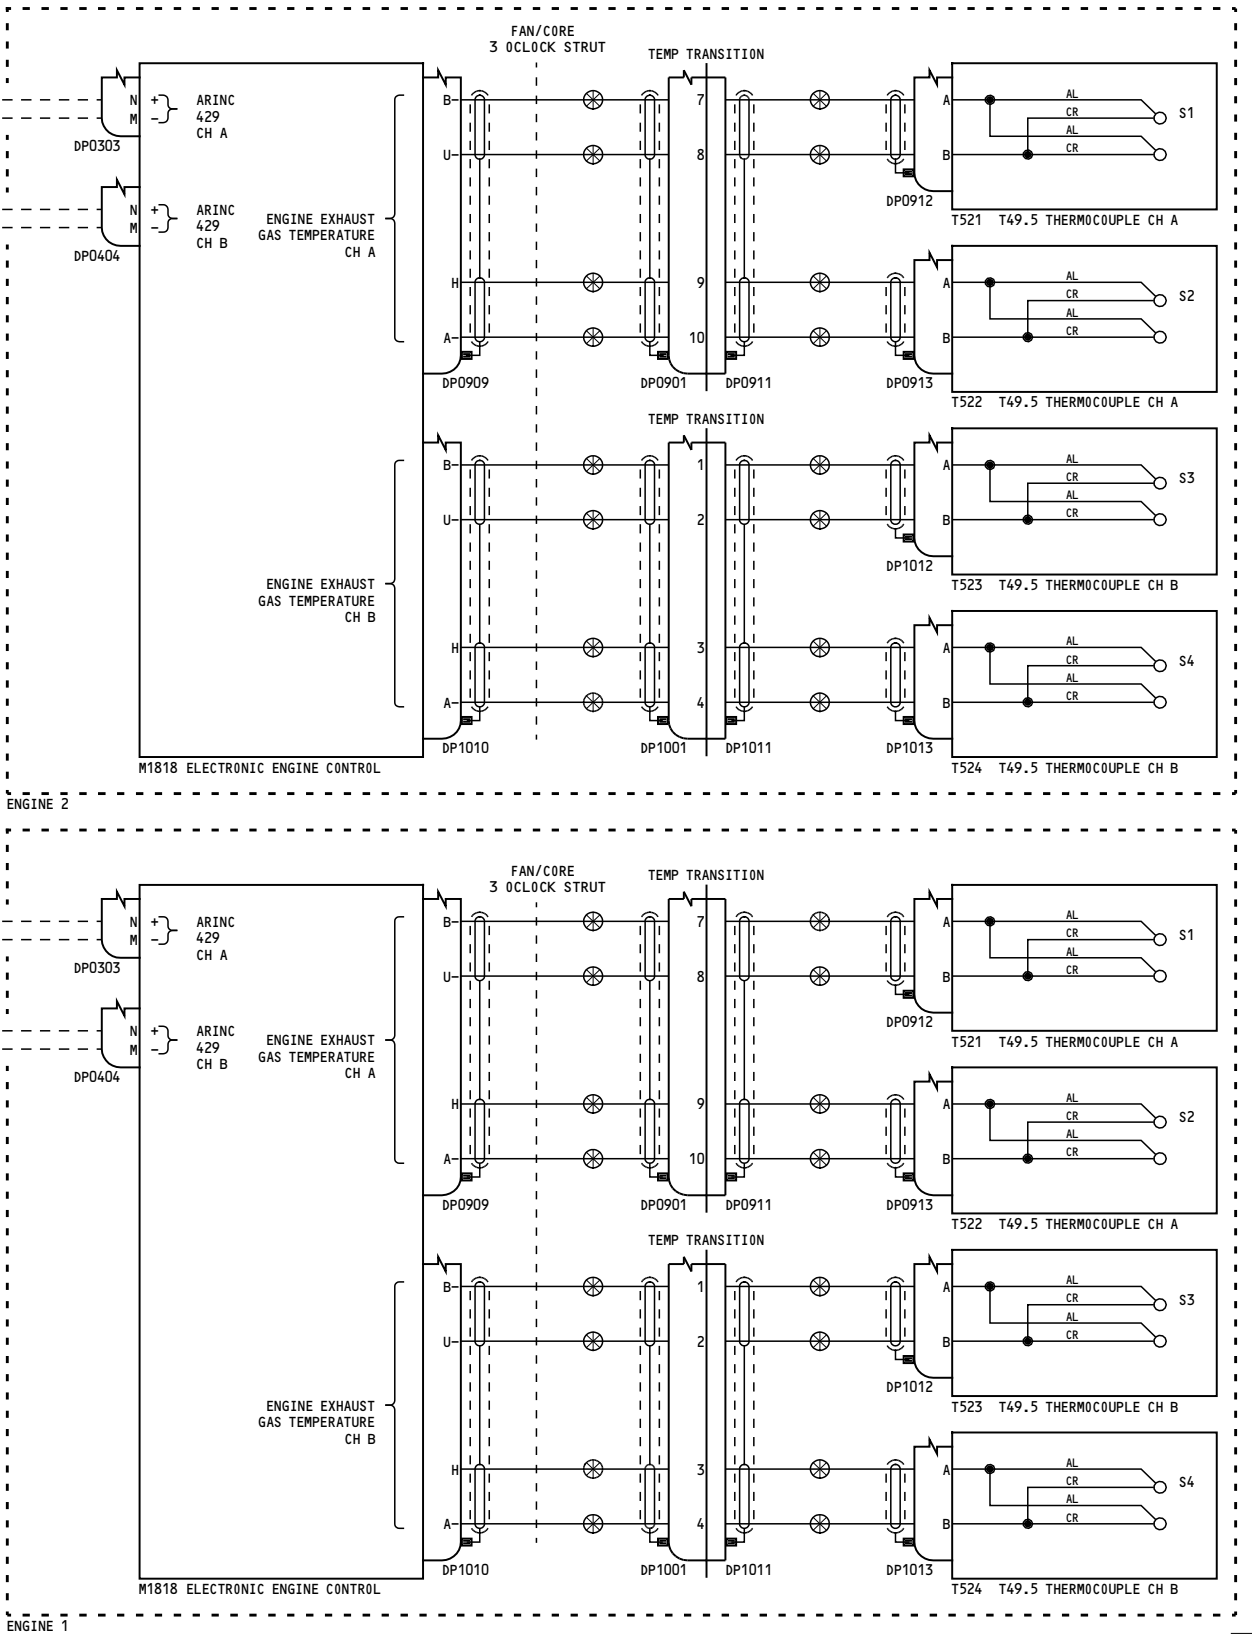 FAN/CORE
3 OCLOCK STRUT
TEMP TRANSITION
N + ARINC
M - 429
CH A
DP0303
N + ARINC
M - 429
CH B
DP0404
ENGINE EXHAUST
GAS TEMPERATURE
CH A
B
U
H
A
DP0909
7
8
9
10
DP0901
DP0911
A
B
DP0912
AL
CR
AL
CR
S1
T521 T49.5 THERMOCOUPLE CH A
A
B
DP0913
AL
CR
AL
CR
S2
T522 T49.5 THERMOCOUPLE CH A
TEMP TRANSITION
ENGINE EXHAUST
GAS TEMPERATURE
CH B
B
U
H
A
DP1010
1
2
3
4
DP1001
DP1011
A
B
DP1012
AL
CR
AL
CR
S3
T523 T49.5 THERMOCOUPLE CH B
A
B
DP1013
AL
CR
AL
CR
S4
T524 T49.5 THERMOCOUPLE CH B
M1818 ELECTRONIC ENGINE CONTROL
ENGINE 2
FAN/CORE
3 OCLOCK STRUT
TEMP TRANSITION
N + ARINC
M - 429
CH A
DP0303
N + ARINC
M - 429
CH B
DP0404
ENGINE EXHAUST
GAS TEMPERATURE
CH A
B
U
H
A
DP0909
7
8
9
10
DP0901
DP0911
A
B
DP0912
AL
CR
AL
CR
S1
T521 T49.5 THERMOCOUPLE CH A
A
B
DP0913
AL
CR
AL
CR
S2
T522 T49.5 THERMOCOUPLE CH A
TEMP TRANSITION
ENGINE EXHAUST
GAS TEMPERATURE
CH B
B
U
H
A
DP1010
1
2
3
4
DP1001
DP1011
A
B
DP1012
AL
CR
AL
CR
S3
T523 T49.5 THERMOCOUPLE CH B
A
B
DP1013
AL
CR
AL
CR
S4
T524 T49.5 THERMOCOUPLE CH B
M1818 ELECTRONIC ENGINE CONTROL
ENGINE 1